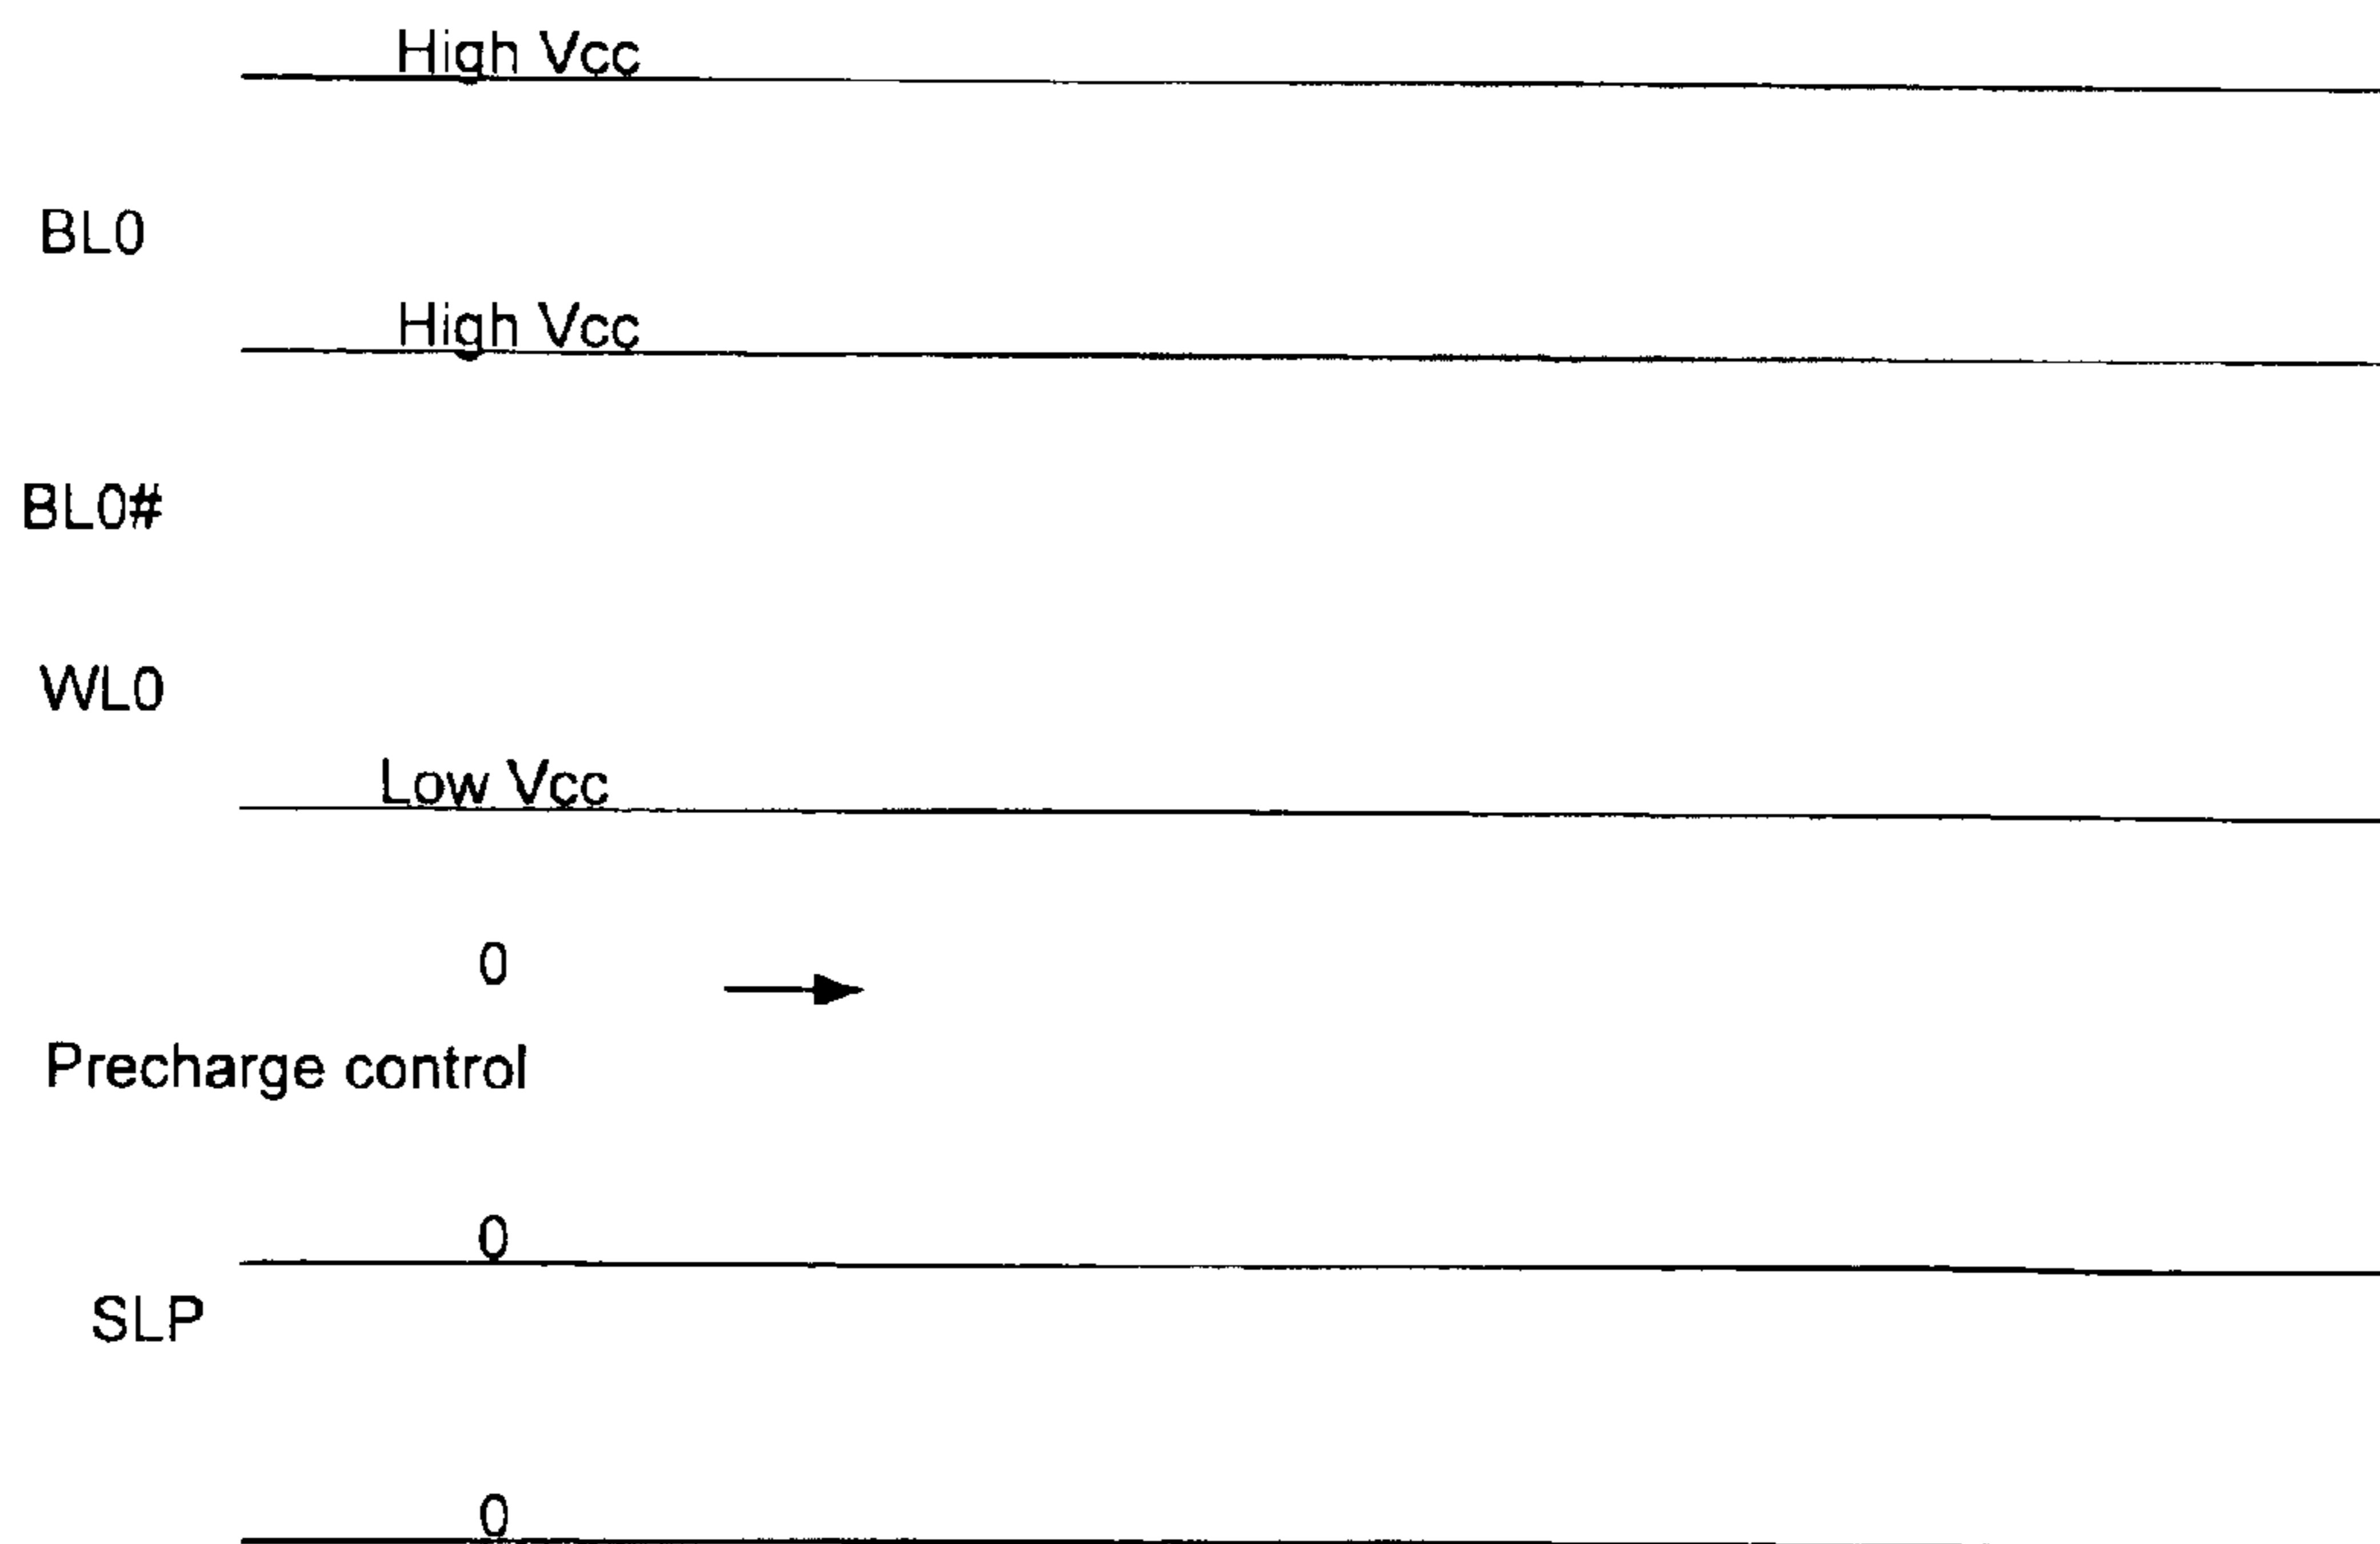 High Vcc
BL0
High Vcc
BL0#
WL0
Low Vcc
0
Precharge control
0
SLP
0